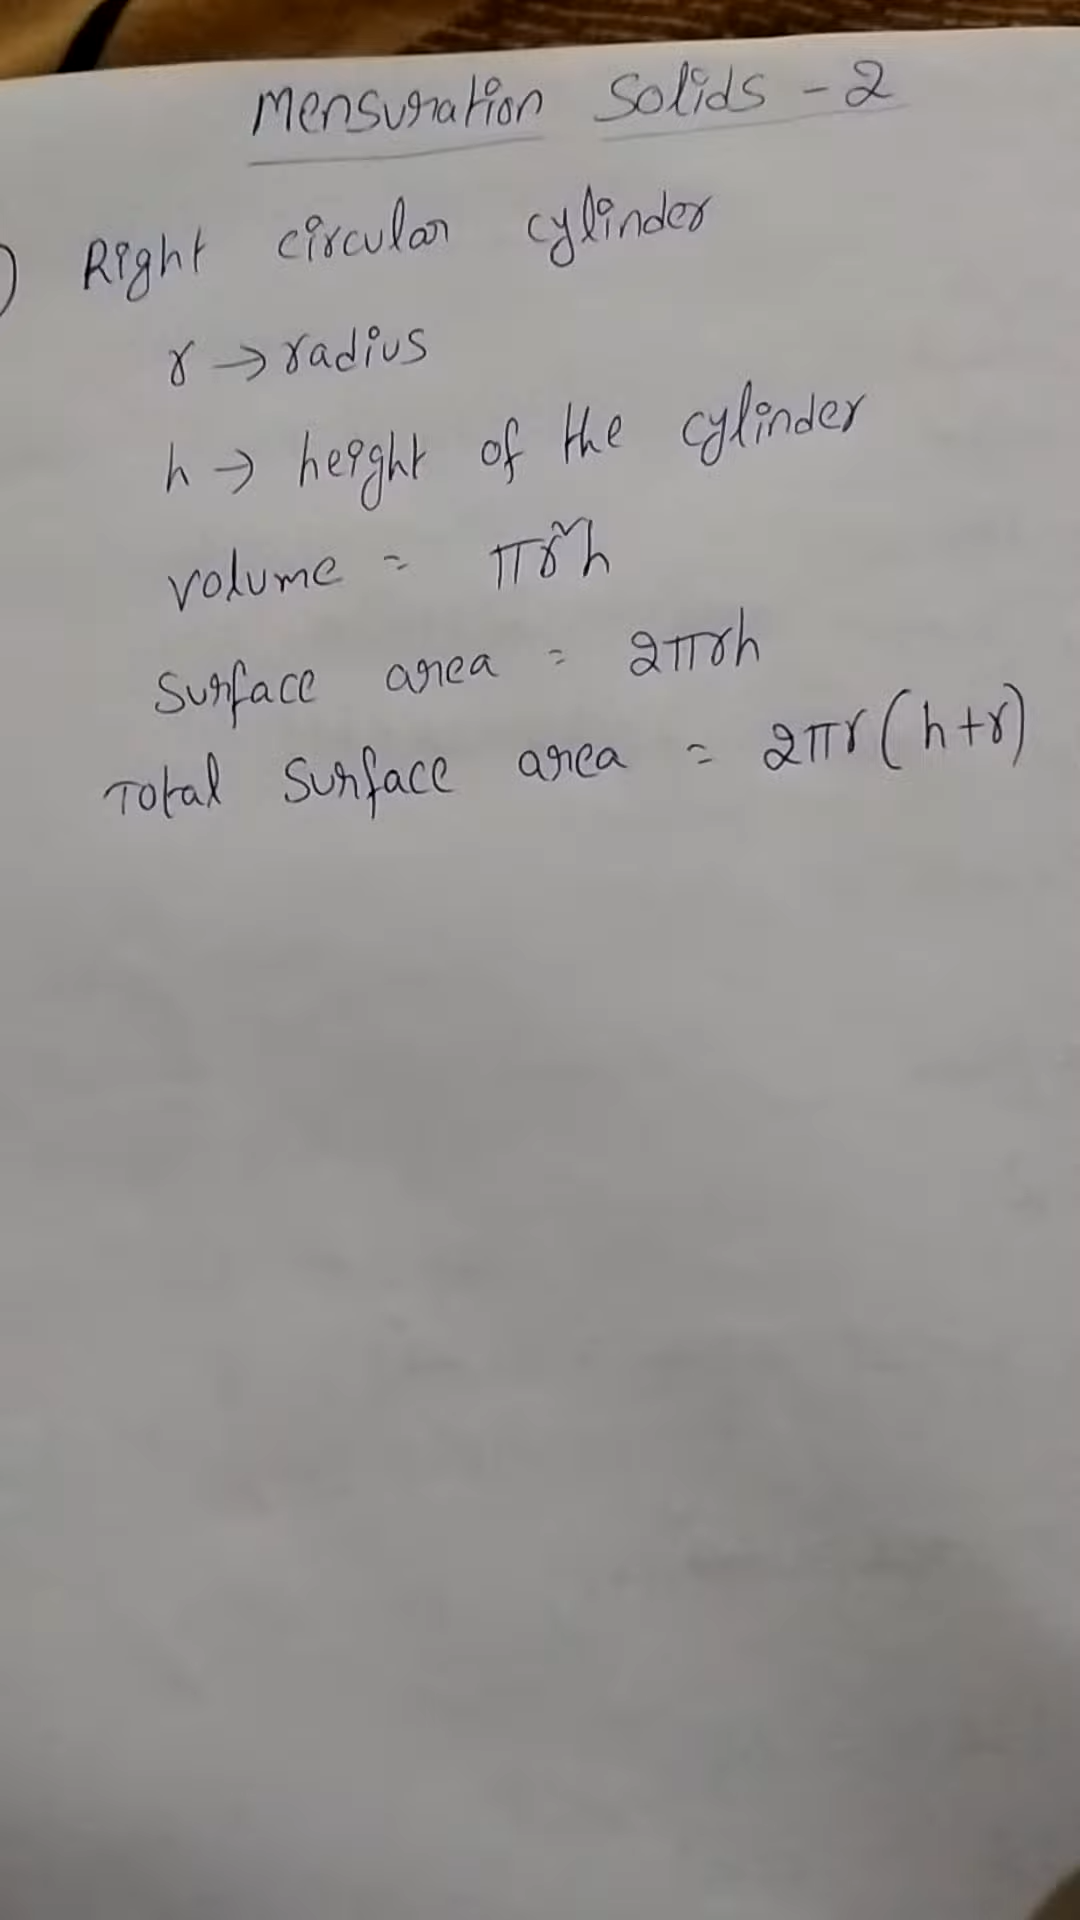 Mensuration Solids - 2
) Right circular cylinder
r → radius
h → height of the cylinder
volume = πr²h
Surface area = 2πrh
Total Surface area = 2πr (h+r)